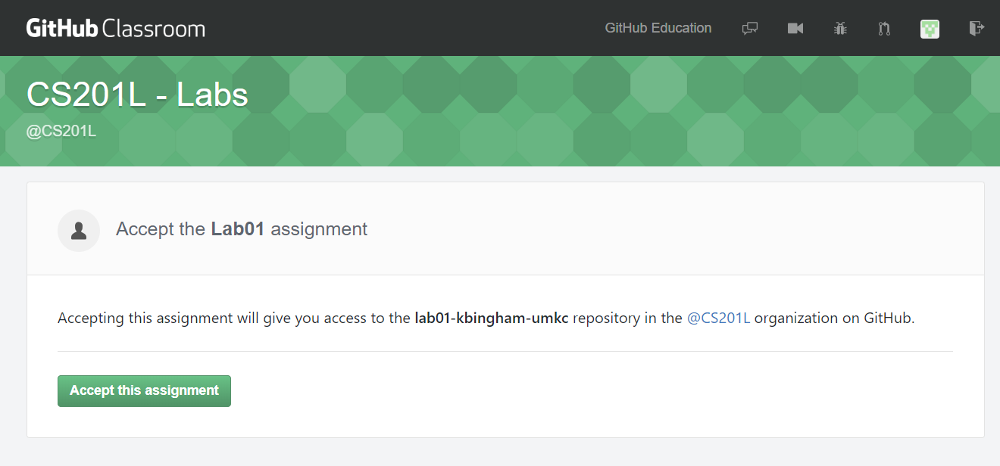 GitHub Classroom
GitHub Education
CS201L - Labs
@CS201L
Accept the Lab01 assignment
Accepting this assignment will give you access to the lab01-kbingham-umkc repository in the @CS201L organization on GitHub.
Accept this assignment